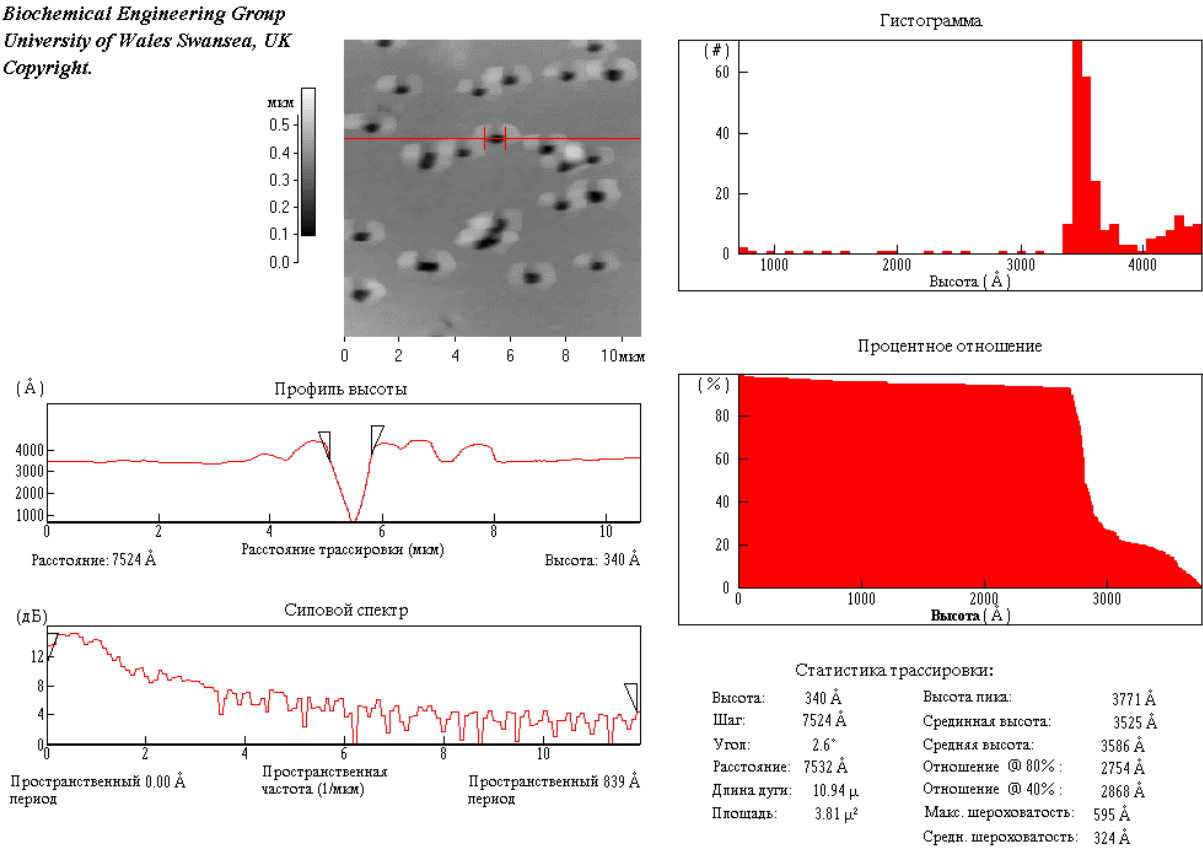 Biochemical Engineering Group
University of Wales Swansea, UK
Copyright.
мкм
0.5
0.4
0.3
0.2
0.1
0.0
0 2 4 6 8 10мкм
Гистограмма
(#)
60
40
20
0
1000 2000 3000 4000
Высота (Å)
Профиль высоты
(Å)
4000
3000
2000
1000
0 2 4 6 8 10
Расстояние трассировки (мкм)
Расстояние: 7524 Å
Высота: 340 Å
Процентное отношение
(%)
80
60
40
20
0
0 1000 2000 3000
Высота (Å)
Силовой спектр
(дБ)
12
8
4
0
0 2 4 6 8 10
Пространственный 0.00 Å
период
Пространственная
частота (1/мкм)
Пространственный 839 Å
период
Статистика трассировки:
Высота: 340 Å
Шаг: 7524 Å
Угол: 2.6°
Расстояние: 7532 Å
Длина дуги: 10.94 μ
Площадь: 3.81 μ²
Высота пика: 3771 Å
Срединная высота: 3525 Å
Средняя высота: 3586 Å
Отношение @ 80% : 2754 Å
Отношение @ 40% : 2868 Å
Макс. шероховатость: 595 Å
Средн. шероховатость: 324 Å